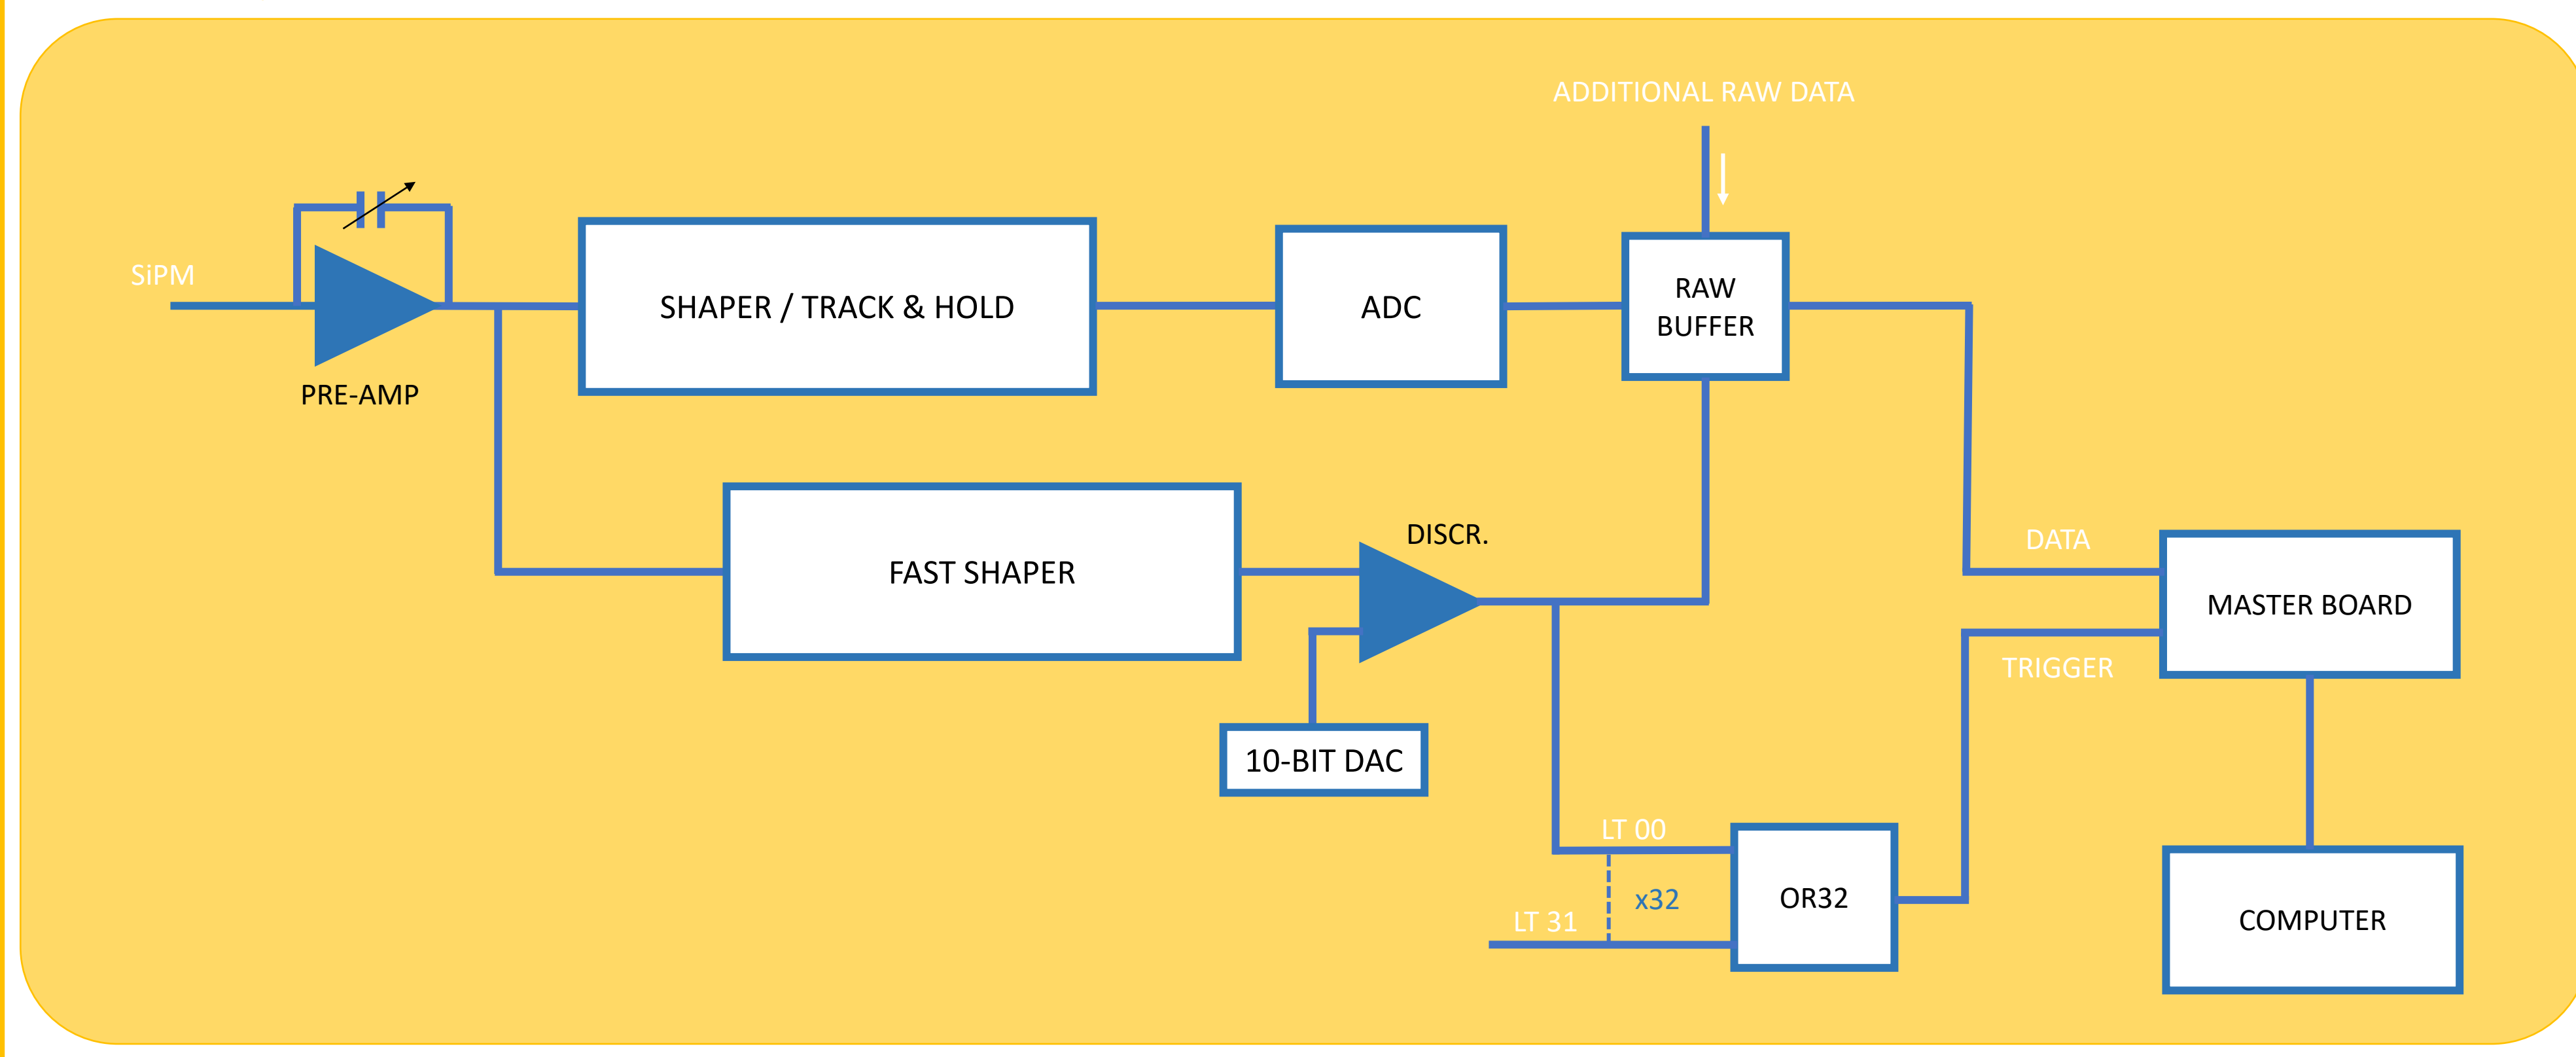 ADDITIONAL RAW DATA
SiPM
PRE-AMP
SHAPER / TRACK & HOLD
ADC
RAW
BUFFER
FAST SHAPER
DISCR.
10-BIT DAC
DATA
TRIGGER
MASTER BOARD
LT 00
x32
LT 31
OR32
COMPUTER